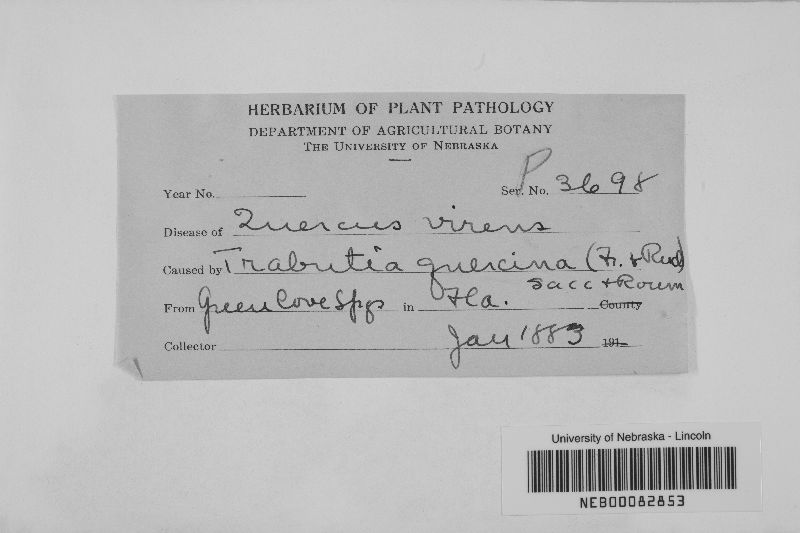 HERBARIUM OF PLANT PATHOLOGY
DEPARTMENT OF AGRICULTURAL BOTANY
THE UNIVERSITY OF NEBRASKA
Year No. Ser. No. P 3698
Disease of Quercus virens
Caused by Trabutia quercina (Fr. & Rud)
Sacc & Roum
From Green Cove Spgs in Fla. County
Collector Jan 1883 191
University of Nebraska - Lincoln
NEB00082853